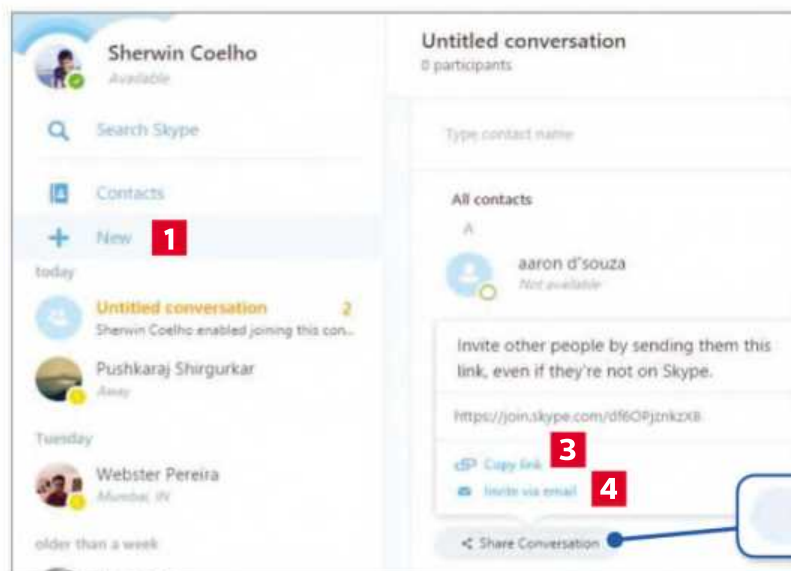 Sherwin Coelho
Available
Search Skype
Contacts
New
1
today
Untitled conversation 2
Sherwin Coelho enabled joining this con...
Pushkaraj Shirgurkar
Away
Tuesday
Webster Pereira
Mumbai, IN
older than a week
Untitled conversation
0 participants
Type contact name
All contacts
A
aaron d'souza
Not available
Invite other people by sending them this
link, even if they're not on Skype.
https://join.skype.com/
Copy link
3
Invite via email
4
Share Conversation